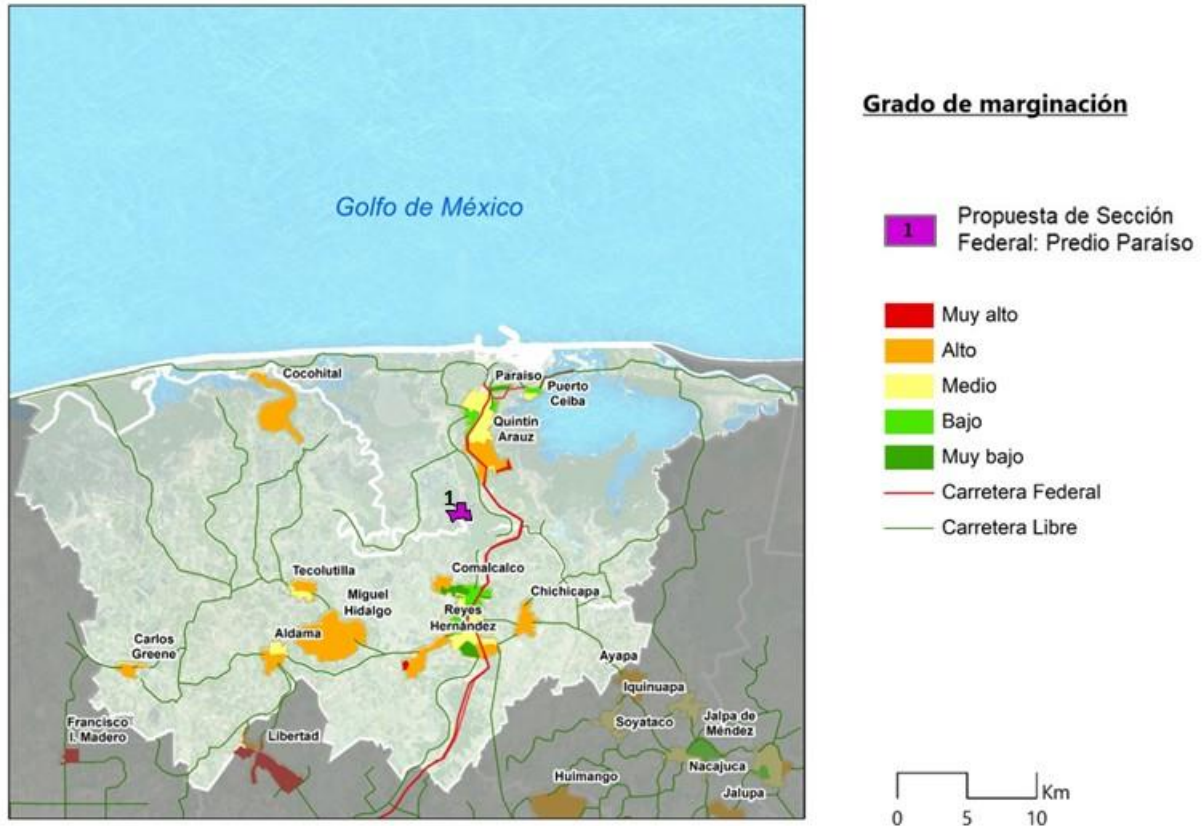 Golfo de México
Cocohital
Paraíso
Puerto
Ceiba
Quintín
Arauz
1
Tecolutilla
Miguel
Hidalgo
Comalcalco
Chichicapa
Reyes
Hernández
Carlos
Greene
Aldama
Ayapa
Iquinuapa
Francisco
I. Madero
Libertad
Soyataco
Jalpa de
Méndez
Nacajuca
Huimango
Jalupa
Grado de marginación
1
Propuesta de Sección
Federal: Predio Paraíso
Muy alto
Alto
Medio
Bajo
Muy bajo
Carretera Federal
Carretera Libre
Km
0 5 10